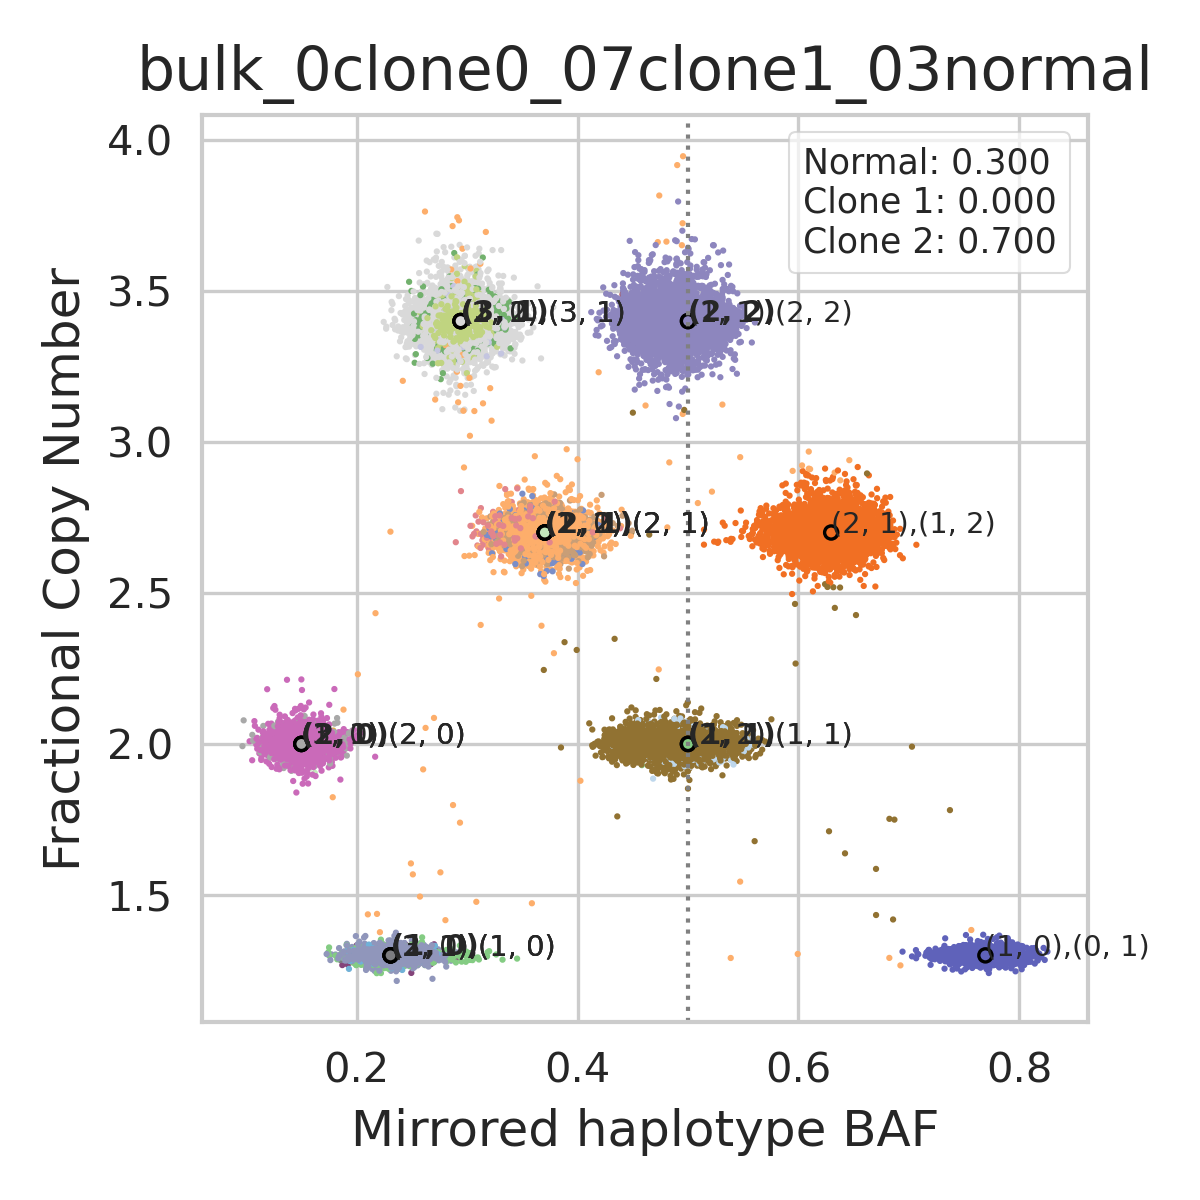 bulk_0clone0_07clone1_03normal
Normal: 0.300
Clone 1: 0.000
Clone 2: 0.700
Fractional Copy Number
4.0
3.5
3.0
2.5
2.0
1.5
(3, 1)
(2, 2)
(2, 1)
(2, 1),(1, 2)
(2, 0)
(1, 1)
(1, 0)
(1, 0),(0, 1)
0.2
0.4
0.6
0.8
Mirrored haplotype BAF